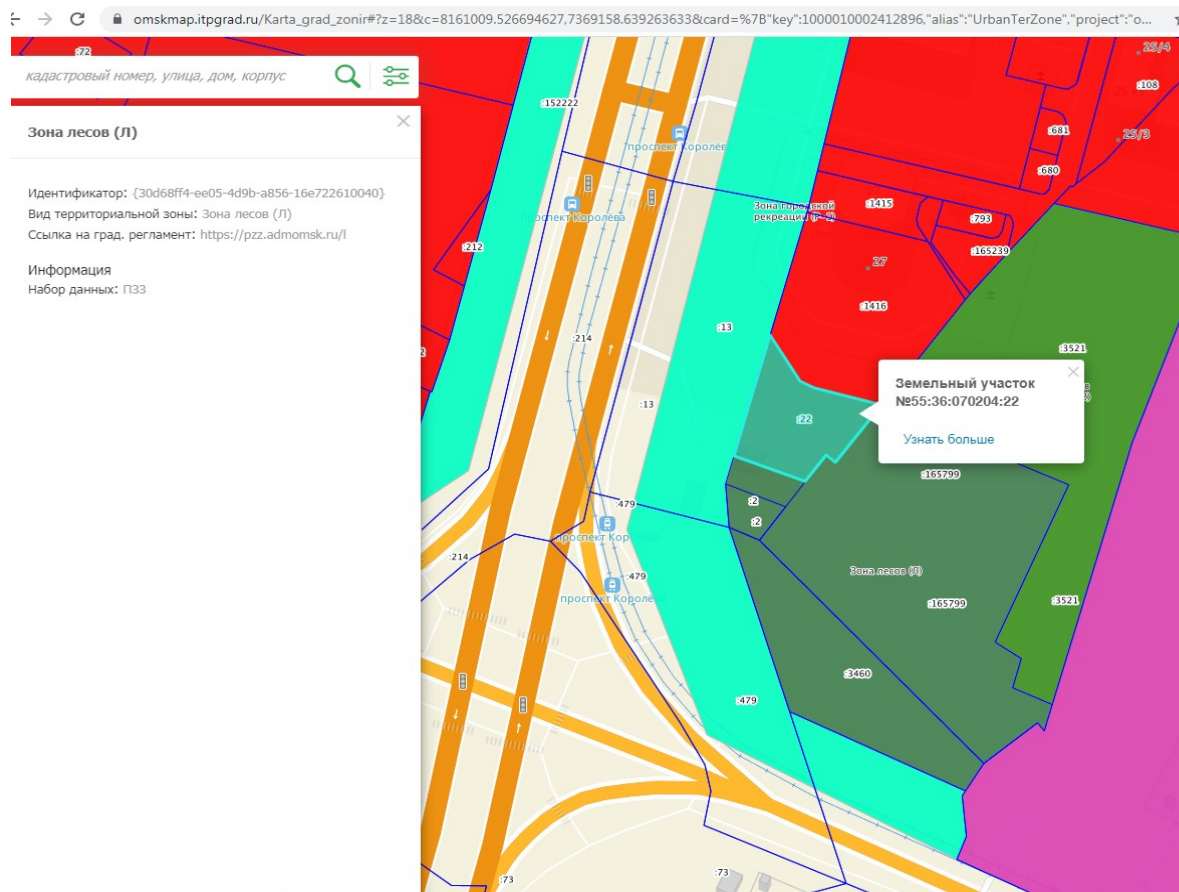 omskmap.itpgrad.ru/Karta_grad_zonir#?z=18&c=8161009.526694627,7369158.639263633&card=%7B"key":1000010002412896,"alias":"UrbanTerZone","project":"o...
:72
25/4
кадастровый номер, улица, дом, корпус
:108
:152222
Зона лесов (Л)
:681
25/3
проспект Королёва
:680
Идентификатор: {30d68ff4-ee05-4d9b-a856-16e722610040}
Вид территориальной зоны: Зона лесов (Л)
Ссылка на град. регламент: https://pzz.admomsk.ru/l
Зона городской
рекреации (Р-2)
:1415
:793
проспект Королёва
:212
:165239
Информация
Набор данных: ПЗЗ
27
:1416
:13
:214
:3521
Земельный участок
№55:36:070204:22
:13
:22
Узнать больше
:165799
:479
:2
:2
проспект Королёва
:214
:479
Зона лесов (Л)
проспект Королёва
:165799
:3521
:3460
:479
:73
:73